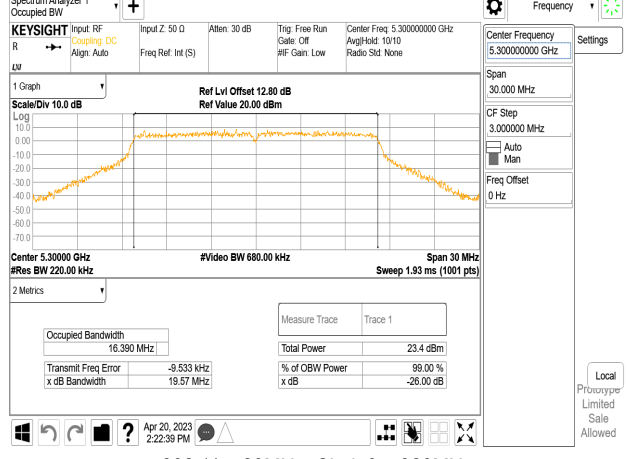 Spectrum Analyzer 1
Occupied BW
Frequency
KEYSIGHT
R
LXI
Input: RF
Coupling: DC
Align: Auto
Input Z: 50 Ω
Freq Ref: Int (S)
Atten: 30 dB
Trig: Free Run
Gate: Off
#IF Gain: Low
Center Freq: 5.300000000 GHz
Avg|Hold: 10/10
Radio Std: None
Center Frequency
5.300000000 GHz
Settings
Span
30.000 MHz
CF Step
3.000000 MHz
Auto
Man
Freq Offset
0 Hz
1 Graph
Scale/Div 10.0 dB
Ref Lvl Offset 12.80 dB
Ref Value 20.00 dBm
Log
10.0
0.00
-10.0
-20.0
-30.0
-40.0
-50.0
-60.0
-70.0
Center 5.30000 GHz
#Res BW 220.00 kHz
#Video BW 680.00 kHz
Span 30 MHz
Sweep 1.93 ms (1001 pts)
2 Metrics
Measure Trace Trace 1
Occupied Bandwidth
16.390 MHz
Total Power 23.4 dBm
Transmit Freq Error -9.533 kHz
% of OBW Power 99.00 %
x dB Bandwidth 19.57 MHz
x dB -26.00 dB
Local
Prototype
Limited
Sale
Allowed
?
Apr 20, 2023
2:22:39 PM